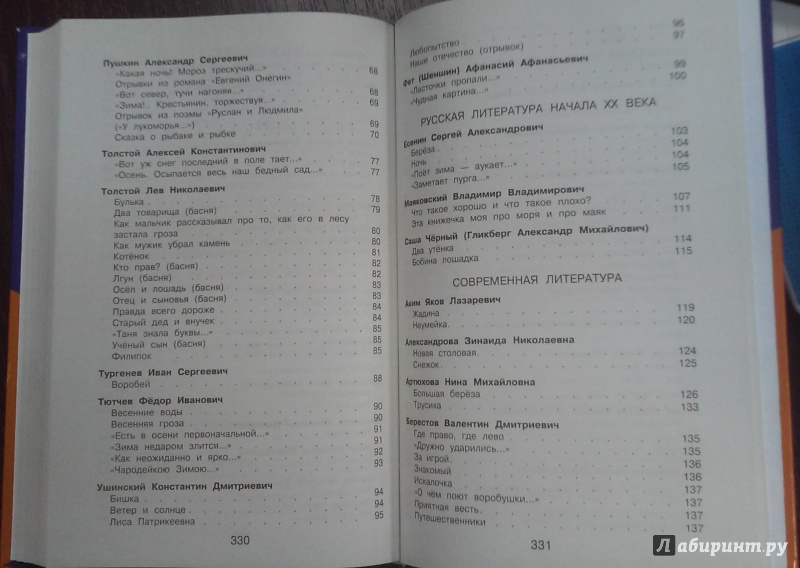 Пушкин Александр Сергеевич
«Какая ночь! Мороз трескучий...» 68
Отрывки из романа «Евгений Онегин»
«Вот север, тучи нагоняя...» 68
«Зима!.. Крестьянин, торжествуя...» 68
Отрывок из поэмы «Руслан и Людмила» 69
(«У лукоморья...») 69
Сказка о рыбаке и рыбке 70
Толстой Алексей Константинович
«Вот уж снег последний в поле тает...» 77
«Осень. Осыпается весь наш бедный сад...» 77
Толстой Лев Николаевич
Булька 78
Два товарища (басня) 79
Как мальчик рассказывал про то, как его в лесу
застала гроза 80
Как мужик убрал камень 80
Котёнок 81
Кто прав? (басня) 82
Лгун (басня) 82
Осёл и лошадь (басня) 83
Отец и сыновья (басня) 83
Правда всего дороже 84
Старый дед и внучек 84
«Таня знала буквы...» 85
Учёный сын (басня) 85
Филипок 85
Тургенев Иван Сергеевич
Воробей 88
Тютчев Фёдор Иванович
Весенние воды 90
Весенняя гроза 90
«Есть в осени первоначальной...» 91
«Зима недаром злится...» 91
«Как неожиданно и ярко...» 92
«Чародейкою Зимою...» 93
Ушинский Константин Дмитриевич
Бишка 94
Ветер и солнце 94
Лиса Патрикеевна 95
330
Любопытство 96
Наше отечество (отрывок) 97
Фет (Шеншин) Афанасий Афанасьевич
«Ласточки пропали...» 99
«Чудная картина...» 100
РУССКАЯ ЛИТЕРАТУРА НАЧАЛА XX ВЕКА
Есенин Сергей Александрович
Берёза 103
Ночь 104
«Поёт зима — аукает...» 104
«Заметает пурга...» 105
Маяковский Владимир Владимирович
Что такое хорошо и что такое плохо? 107
Эта книжечка моя про моря и про маяк 111
Саша Чёрный (Гликберг Александр Михайлович)
Два утёнка 114
Бобина лошадка 115
СОВРЕМЕННАЯ ЛИТЕРАТУРА
Аким Яков Лазаревич
Жадина 119
Неумейка 120
Александрова Зинаида Николаевна
Новая столовая 124
Снежок 125
Артюхова Нина Михайловна
Большая берёза 126
Трусиха 133
Берестов Валентин Дмитриевич
Где право, где лево 135
«Дружно ударились...» 135
За игрой 136
Знакомый 136
Искалочка 137
«О чём поют воробушки...» 137
Приятная весть 137
Путешественники 137
331
Лабиринт.ру